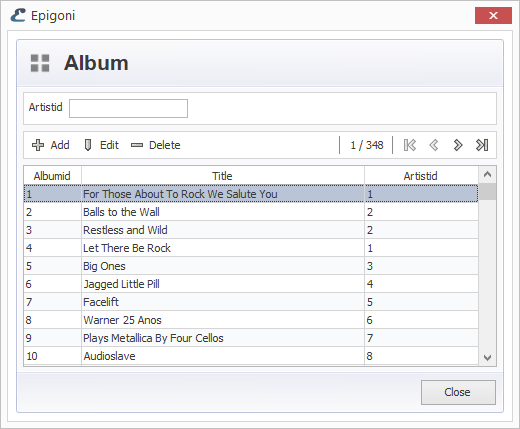 Epigoni
Album
Artistid
Add Edit Delete 1 / 348
Albumid Title Artistid
1 For Those About To Rock We Salute You 1
2 Balls to the Wall 2
3 Restless and Wild 2
4 Let There Be Rock 1
5 Big Ones 3
6 Jagged Little Pill 4
7 Facelift 5
8 Warner 25 Anos 6
9 Plays Metallica By Four Cellos 7
10 Audioslave 8
Close